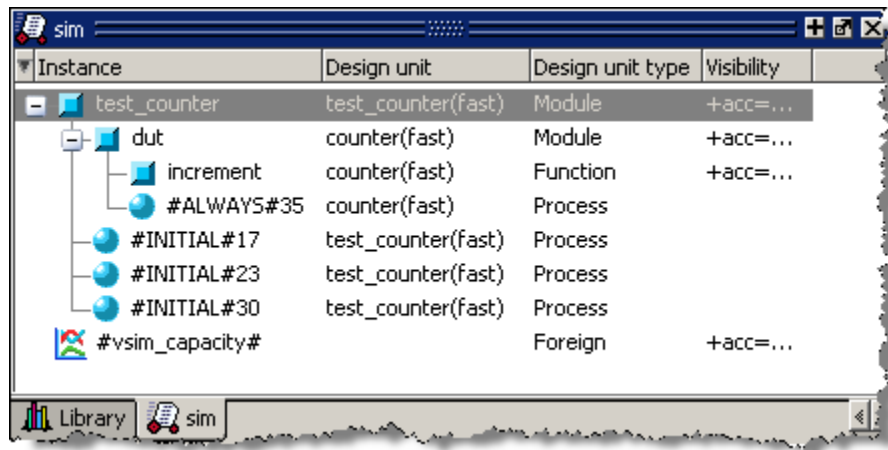 sim
Instance Design unit Design unit type Visibility
test_counter test_counter(fast) Module +acc=...
dut counter(fast) Module +acc=...
increment counter(fast) Function +acc=...
#ALWAYS#35 counter(fast) Process
#INITIAL#17 test_counter(fast) Process
#INITIAL#23 test_counter(fast) Process
#INITIAL#30 test_counter(fast) Process
#vsim_capacity# Foreign +acc=...
Library sim